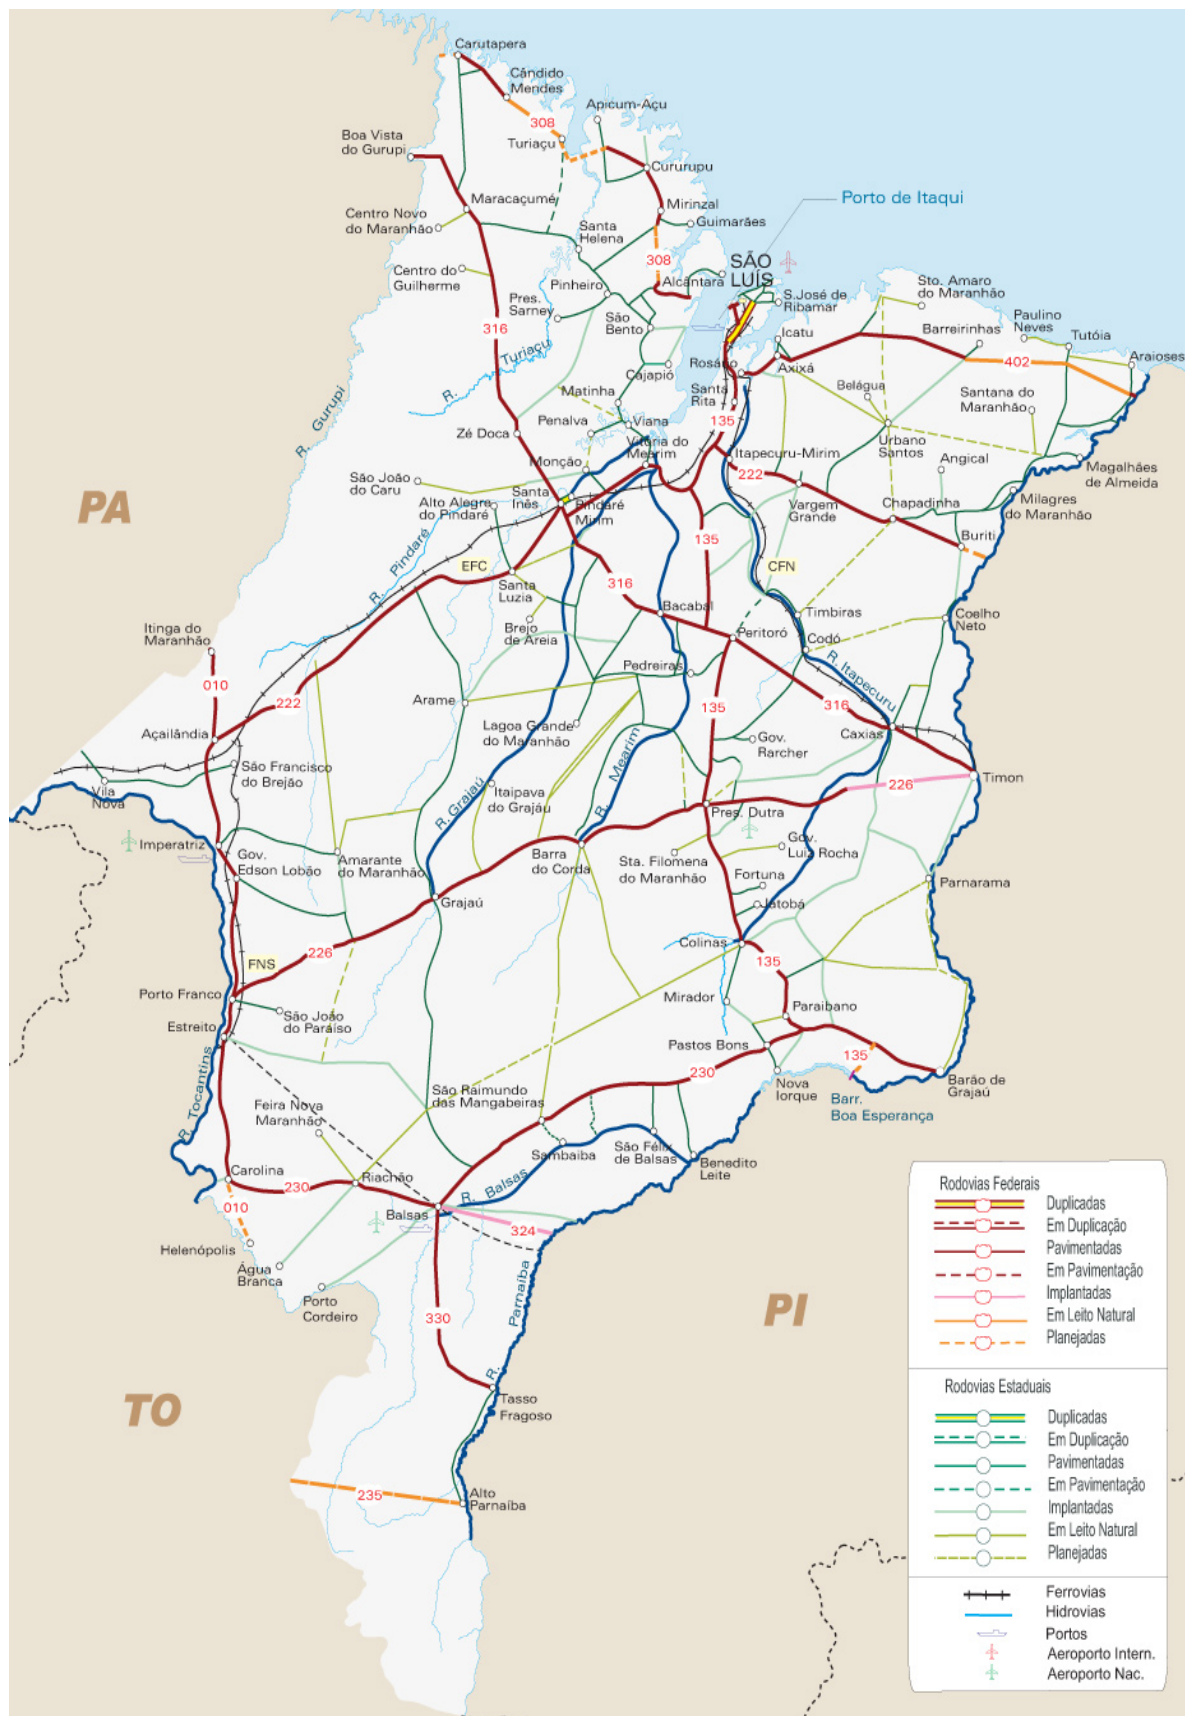 Carutapera
Cândido
Mendes
308
Apicum-Açu
Boa Vista
do Gurupi
Turiaçu
Cururupu
Maracaçumé
Mirinzal
Guimarães
Porto de Itaqui
Centro Novo
do Maranhão
Santa
Helena
308
SÃO
LUÍS
Centro do
Guilherme
Pinheiro
Alcântara
Pres.
Sarney
São
Bento
S.José de
Ribamar
Sto. Amaro
do Maranhão
Paulino
Neves
Tutóia
Barreirinhas
Icatu
316
R. Turiaçu
Rosário
Axixá
402
Araioses
Cajapió
Santa
Rita
Belágua
Santana do
Maranhão
Matinha
R. Gurupi
Penalva
Viana
135
Zé Doca
Vitória do
Mearim
Urbano
Santos
Itapecuru-Mirim
Monção
Angical
Magalhães
de Almeida
222
PA
São João
do Caru
Santa
Inês
Alto Alegre
do Pindaré
Pindaré
Mirim
Vargem
Grande
Chapadinha
Milagres
do Maranhão
R. Pindaré
135
Buriti
EFC
CFN
316
Santa
Luzia
Bacabal
Timbiras
Coelho
Neto
Itinga do
Maranhão
Brejo
de Areia
Peritoró
Codó
Pedreiras
R. Itapecuru
010
222
Arame
135
316
Açailândia
Lagoa Grande
do Maranhão
Caxias
Gov.
Rarcher
R. Mearim
São Francisco
do Brejão
Vila
Nova
Timon
226
R. Grajaú
Itaipava
do Grajáu
Pres. Dutra
Imperatriz
Gov.
Edson Lobão
Amarante
do Maranhão
Barra
do Corda
Sta. Filomena
do Maranhão
Gov.
Luiz Rocha
Fortuna
Parnarama
Grajaú
Jatobá
Colinas
226
FNS
135
Porto Franco
Mirador
São João
do Paraíso
Paraibano
Estreito
Pastos Bons
135
R. Tocantins
230
Nova
Iorque
Barão de
Grajaú
São Raimundo
das Mangabeiras
Barr.
Boa Esperança
Feira Nova
Maranhão
Sambaiba
São Félix
de Balsas
Benedito
Leite
Carolina
230
Riachão
R. Balsas
010
Balsas
324
Helenópolis
Água
Branca
Porto
Cordeiro
R. Parnaíba
330
PI
TO
Tasso
Fragoso
235
Alto
Parnaíba
Rodovias Federais
Duplicadas
Em Duplicação
Pavimentadas
Em Pavimentação
Implantadas
Em Leito Natural
Planejadas
Rodovias Estaduais
Duplicadas
Em Duplicação
Pavimentadas
Em Pavimentação
Implantadas
Em Leito Natural
Planejadas
Ferrovias
Hidrovias
Portos
Aeroporto Intern.
Aeroporto Nac.